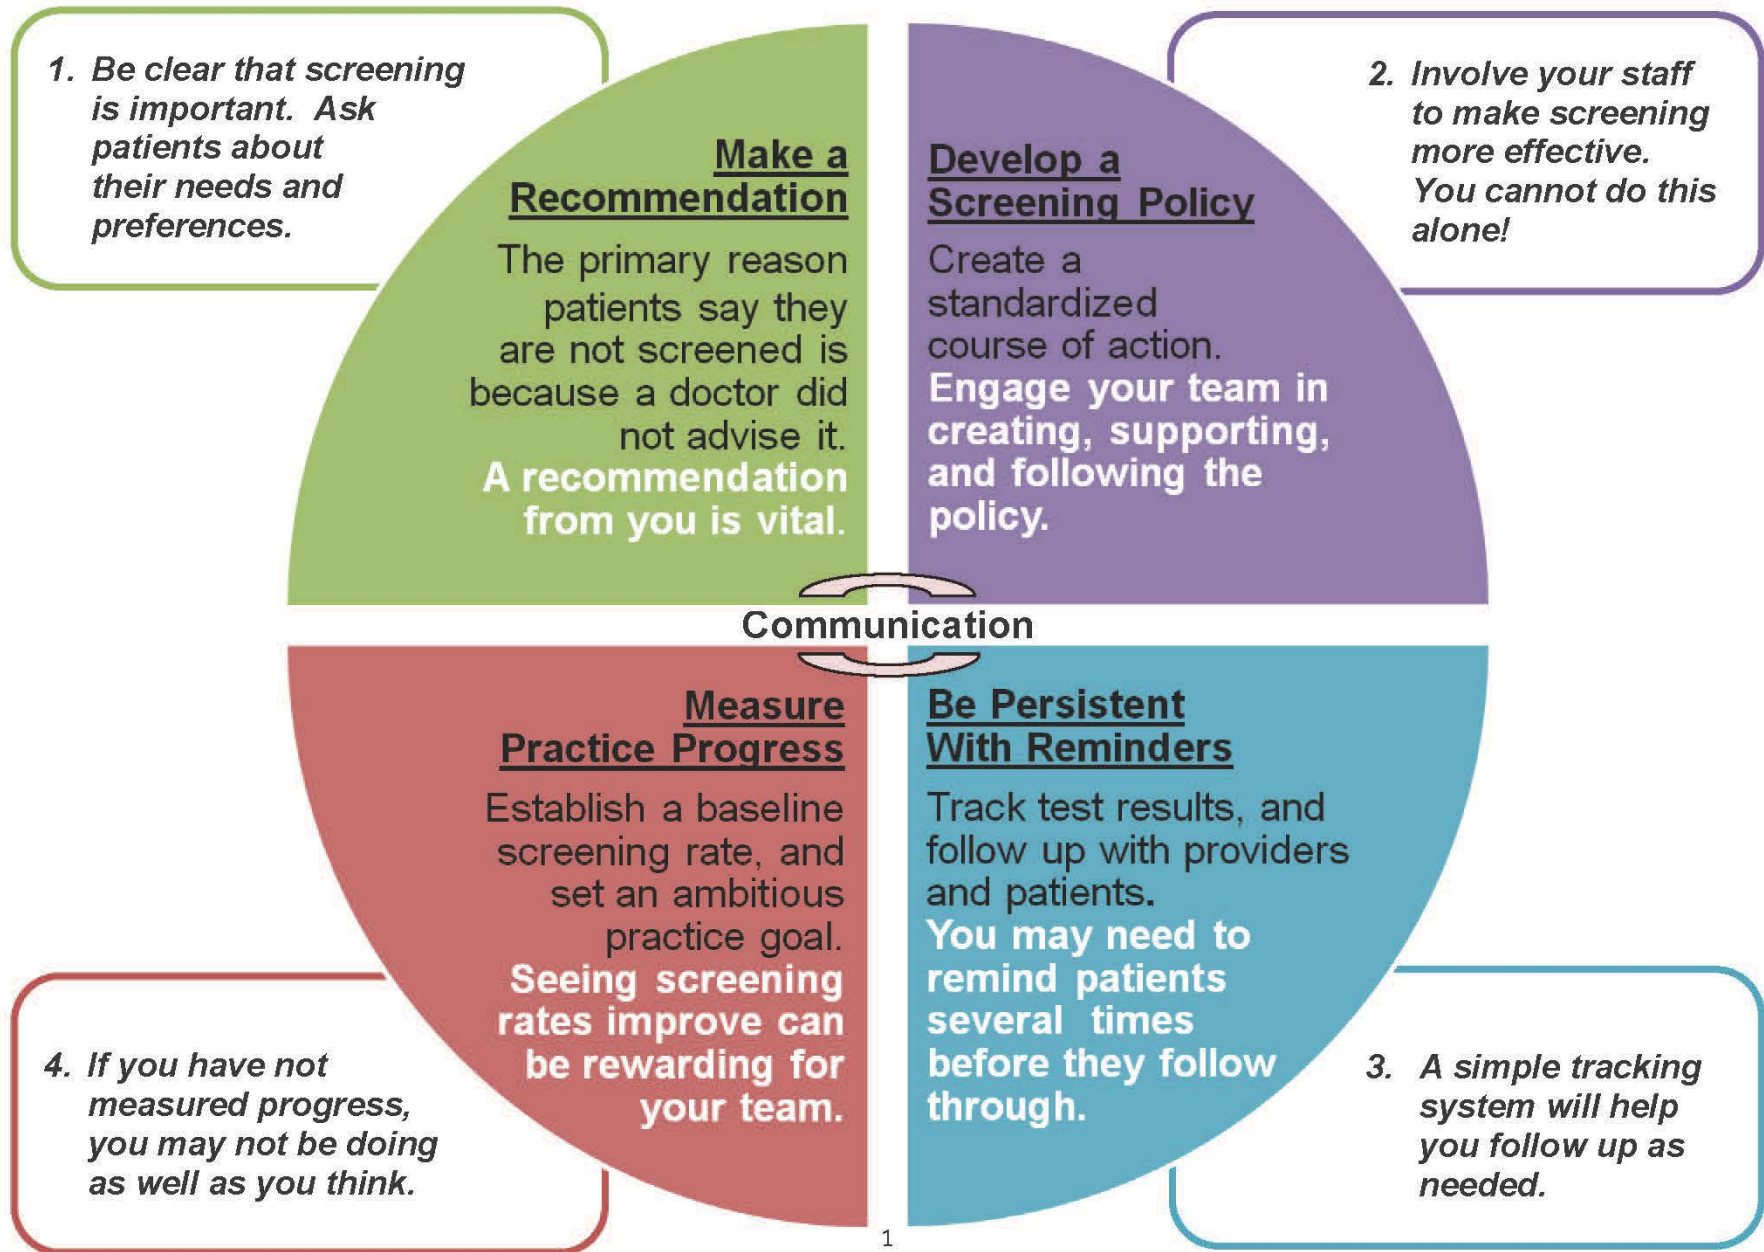 1. Be clear that screening
is important. Ask
patients about
their needs and
preferences.
Make a
Recommendation
The primary reason
patients say they
are not screened is
because a doctor did
not advise it.
A recommendation
from you is vital.
2. Involve your staff
to make screening
more effective.
You cannot do this
alone!
Develop a
Screening Policy
Create a
standardized
course of action.
Engage your team in
creating, supporting,
and following the
policy.
Communication
Measure
Practice Progress
Establish a baseline
screening rate, and
set an ambitious
practice goal.
Seeing screening
rates improve can
be rewarding for
your team.
4. If you have not
measured progress,
you may not be doing
as well as you think.
Be Persistent
With Reminders
Track test results, and
follow up with providers
and patients.
You may need to
remind patients
several times
before they follow
through.
3. A simple tracking
system will help
you follow up as
needed.
1